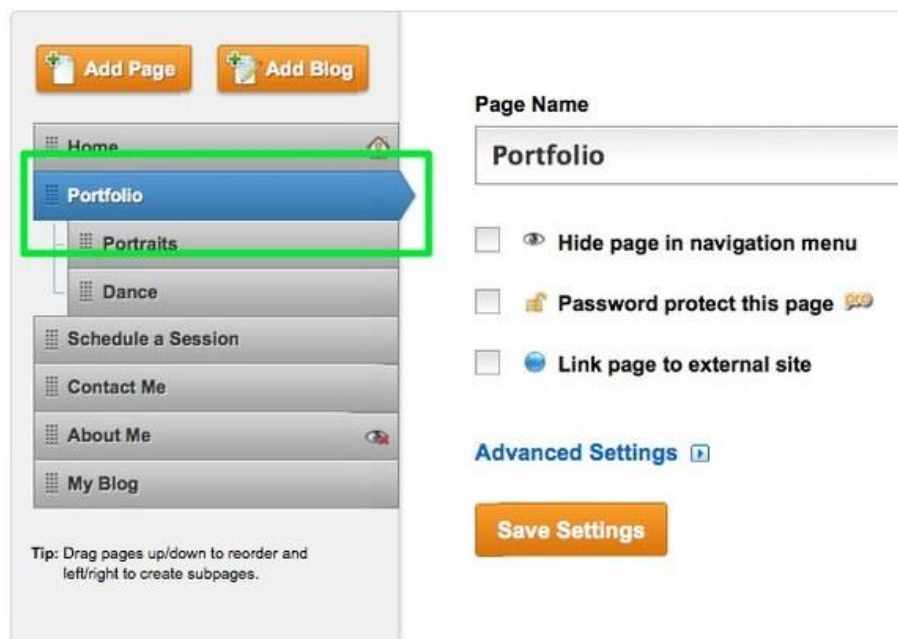 Add Page
Add Blog
Home
Portfolio
Portraits
Dance
Schedule a Session
Contact Me
About Me
My Blog
Tip: Drag pages up/down to reorder and
left/right to create subpages.
Page Name
Portfolio
Hide page in navigation menu
Password protect this page pro
Link page to external site
Advanced Settings
Save Settings